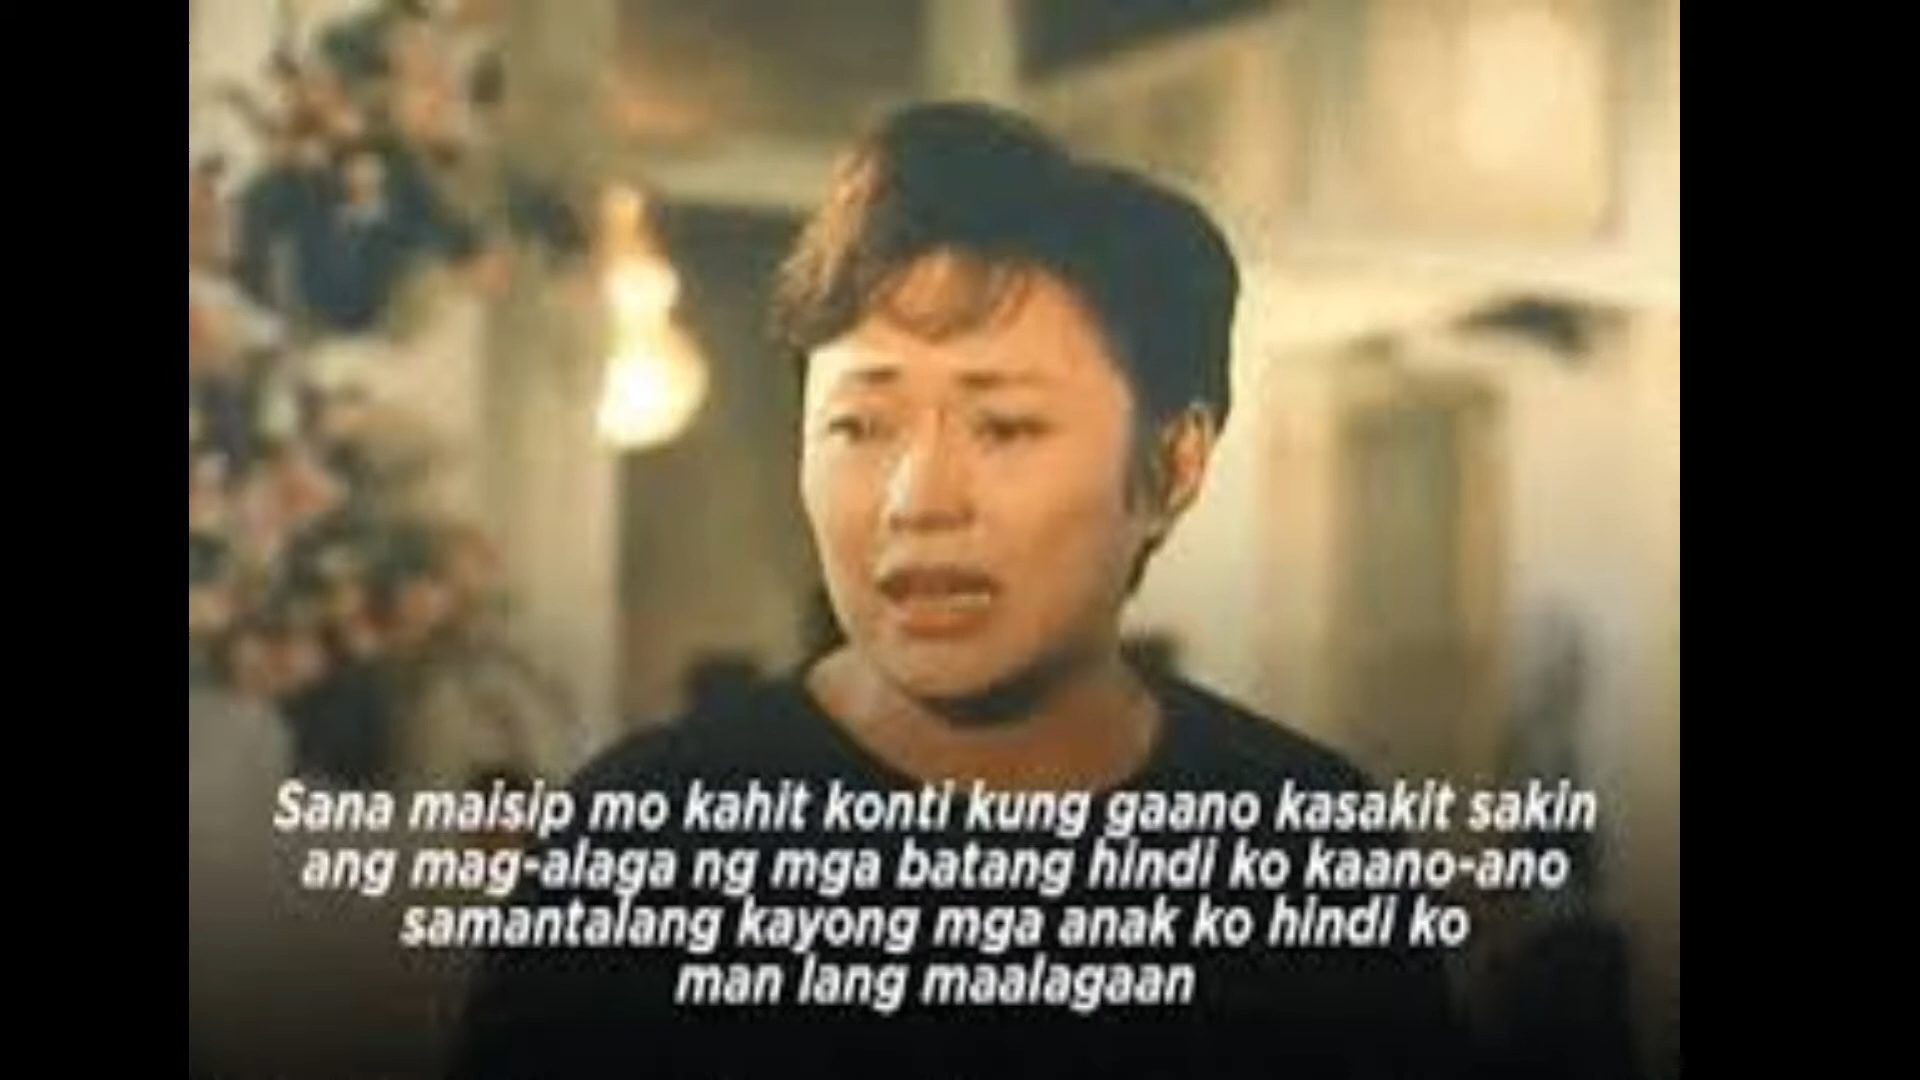 Sana maisip mo kahit konti kung gaano kasakit sakin
ang mag-alaga ng mga batang hindi ko kaano-ano
samantalang kayong mga anak ko hindi ko
man lang maalagaan